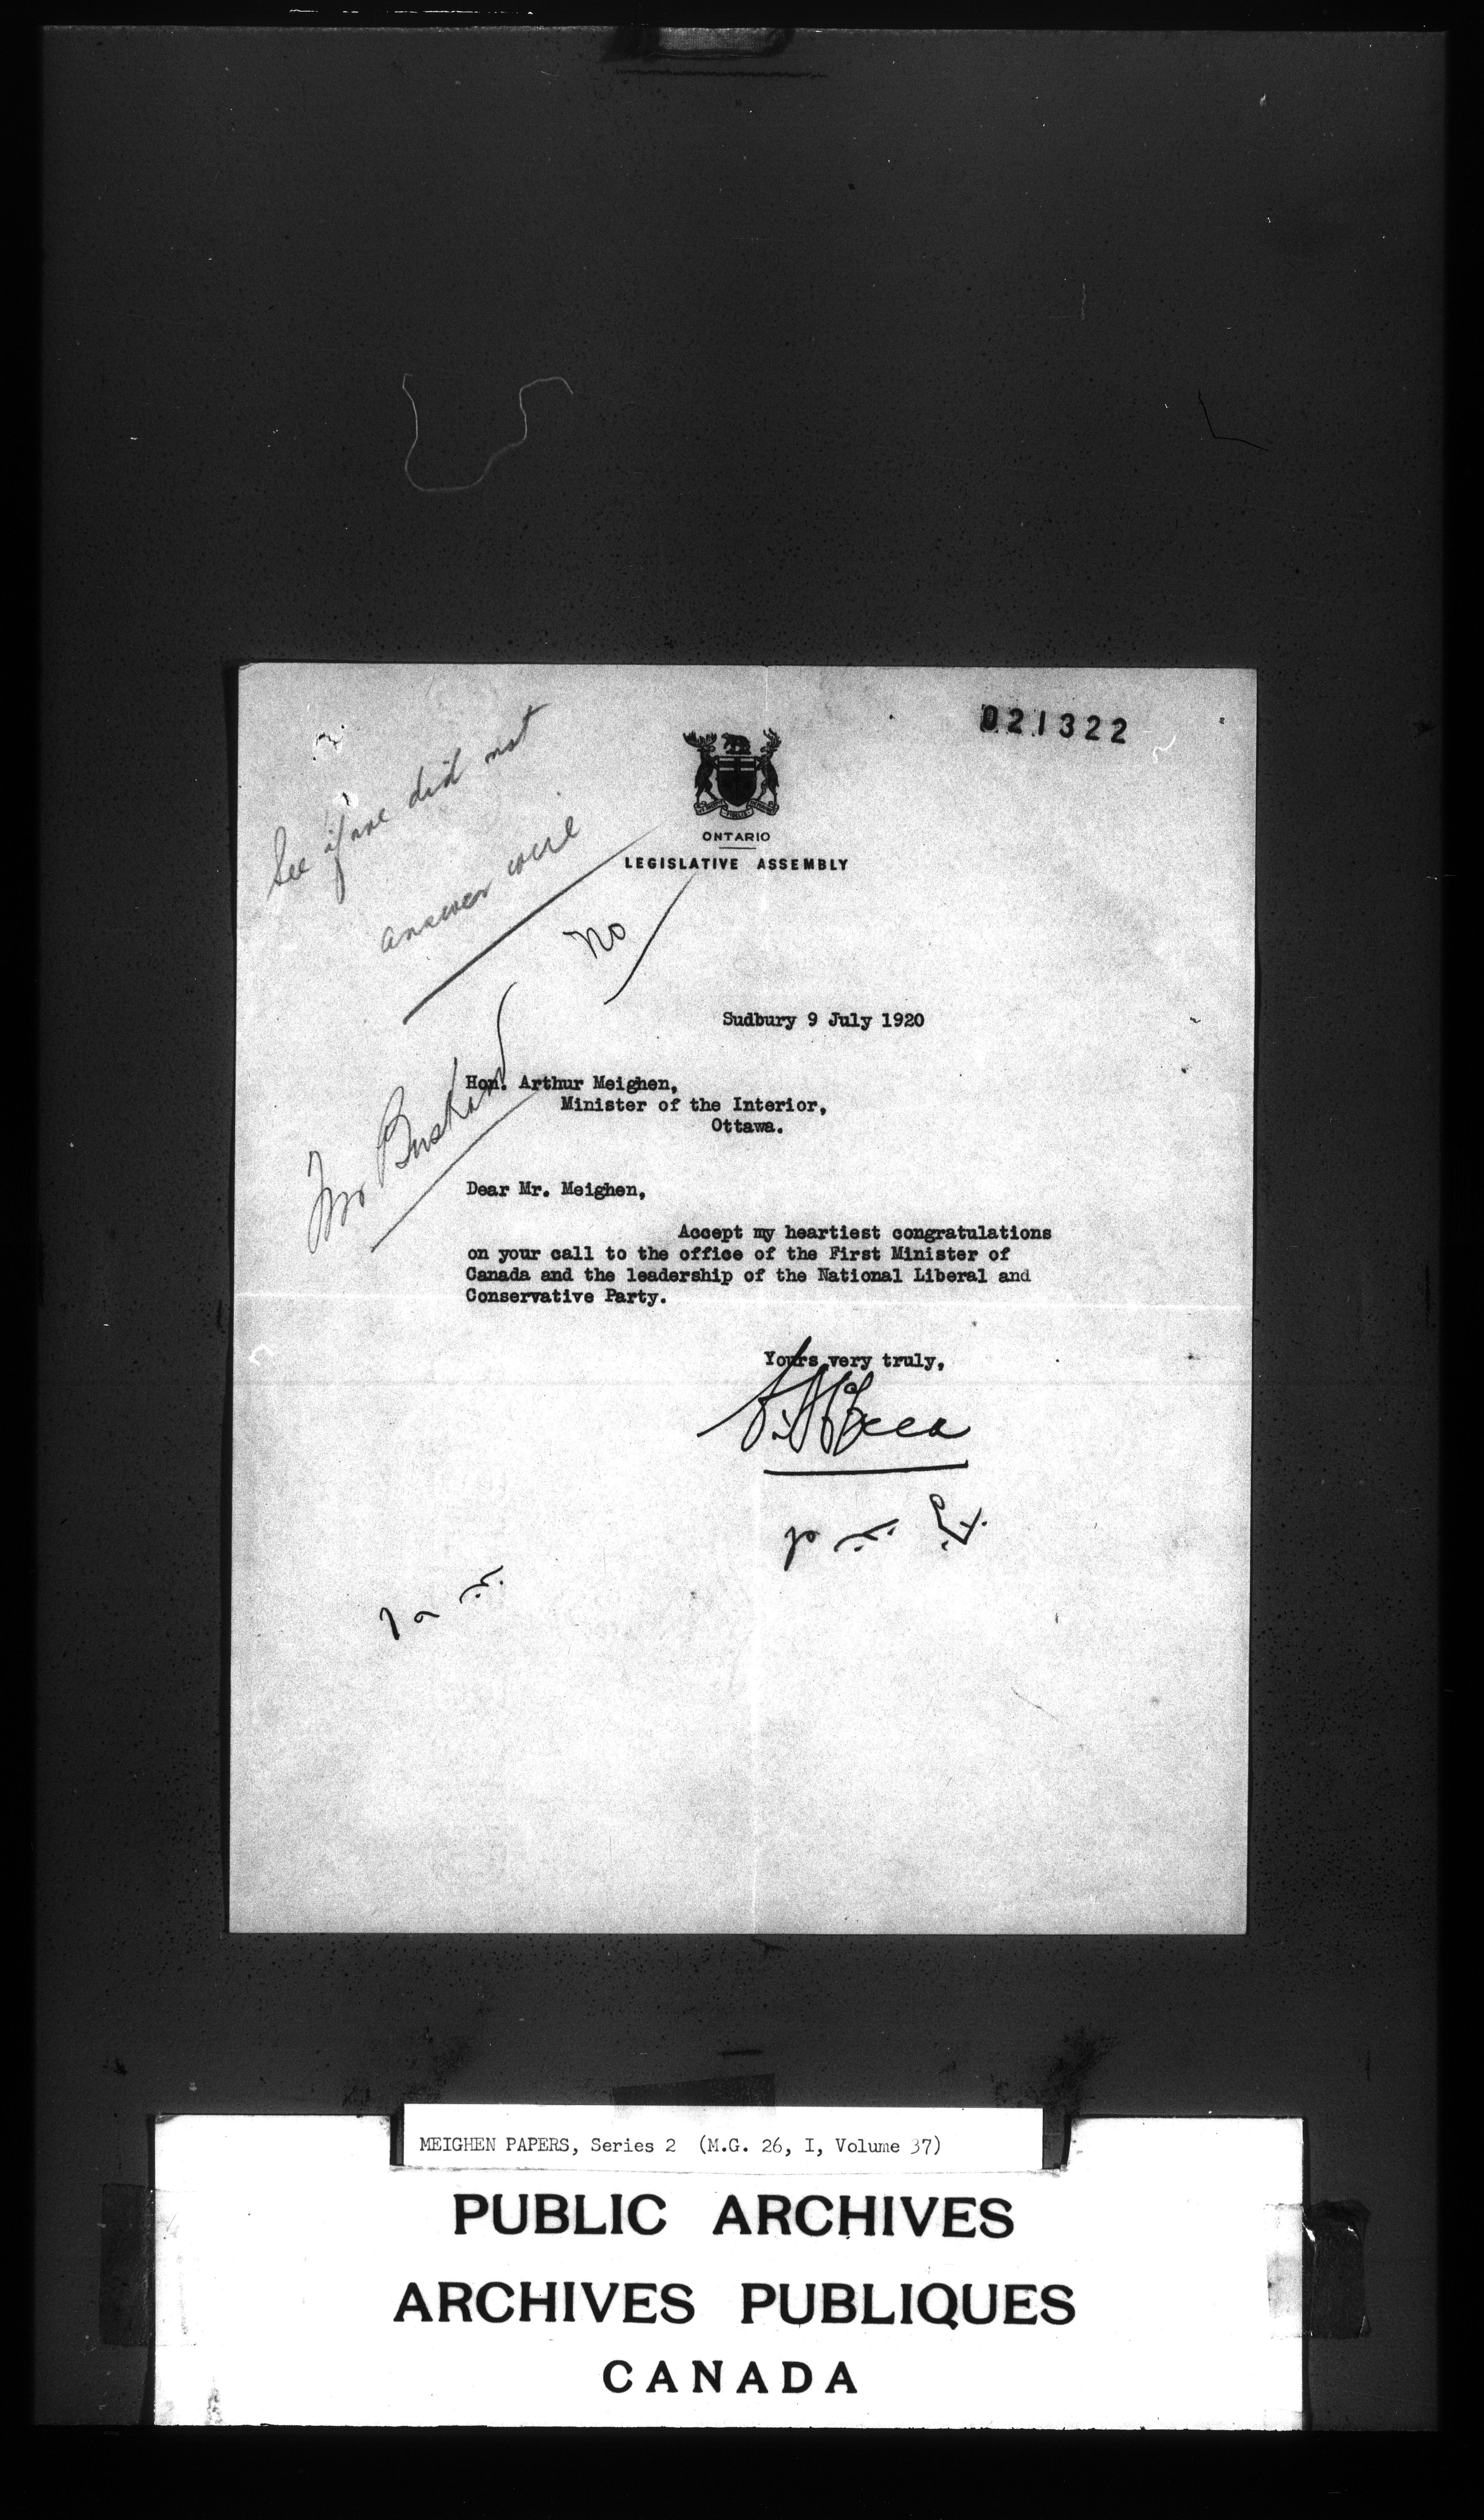 021322
See if we did not
answer wire
No
ONTARIO
LEGISLATIVE ASSEMBLY
Sudbury 9 July 1920
Hon. Arthur Meighen,
Minister of the Interior,
Ottawa.
Mr
Dear Mr. Meighen,
Accept my heartiest congratulations
on your call to the office of the First Minister of
Canada and the leadership of the National Liberal and
Conservative Party.
Yours very truly,
MEIGHEN PAPERS, Series 2 (M.G. 26, I, Volume 37)
PUBLIC ARCHIVES
ARCHIVES PUBLIQUES
CANADA